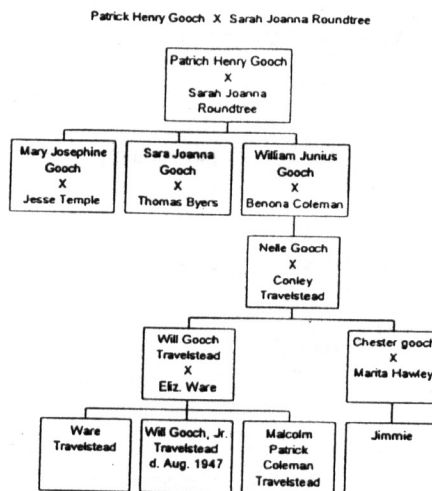 Patrick Henry Gooch X Sarah Joanna Roundtree
Patrich Henry Gooch
X
Sarah Joanna
Roundtree
Mary Josephine
Gooch
X
Jesse Temple
Sara Joanna
Gooch
X
Thomas Byers
William Junius
Gooch
X
Benona Coleman
Nelle Gooch
X
Conley
Travelstead
Will Gooch
Travelstead
X
Eliz. Ware
Chester gooch
X
Marita Hawley
Ware
Travelstead
Will Gooch, Jr.
Travelstead
d. Aug. 1947
Malcolm
Patrick
Coleman
Travelstead
Jimmie